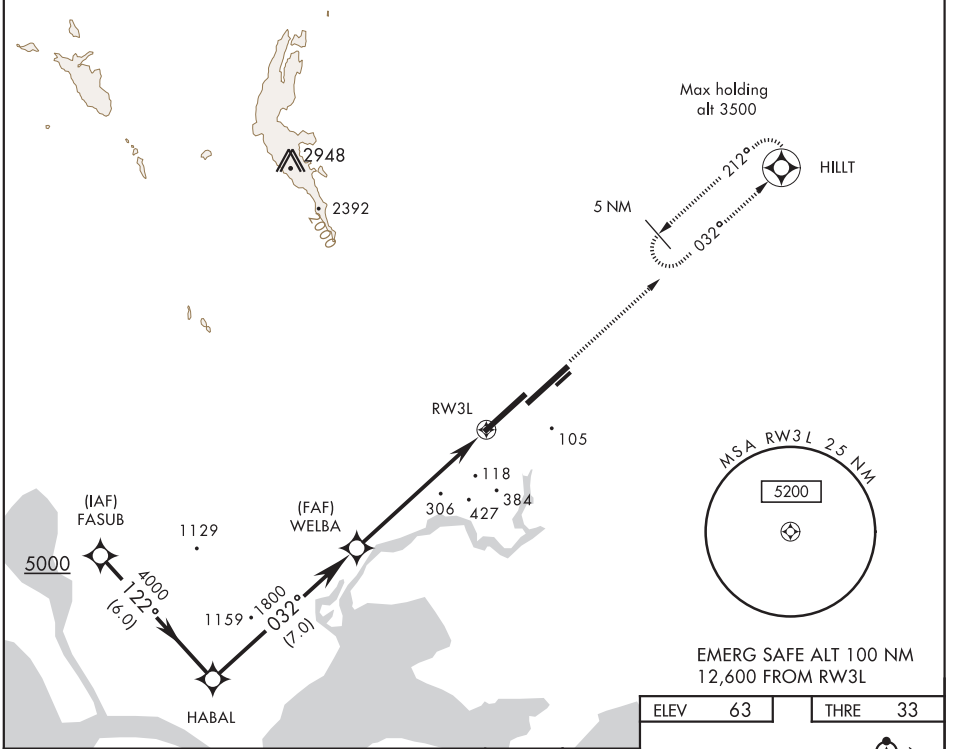 Max holding
alt 3500
2948
HILLT
212°
2392
2000
5 NM
032°
RW3L
105
118
384
306
427
MSA RW3L 25 NM
5200
(IAF)
FASUB
(FAF)
WELBA
1129
5000
4000
122°
(6.0)
1159
1800
032°
(7.0)
HABAL
EMERG SAFE ALT 100 NM
12,600 FROM RW3L
ELEV 63
THRE 33